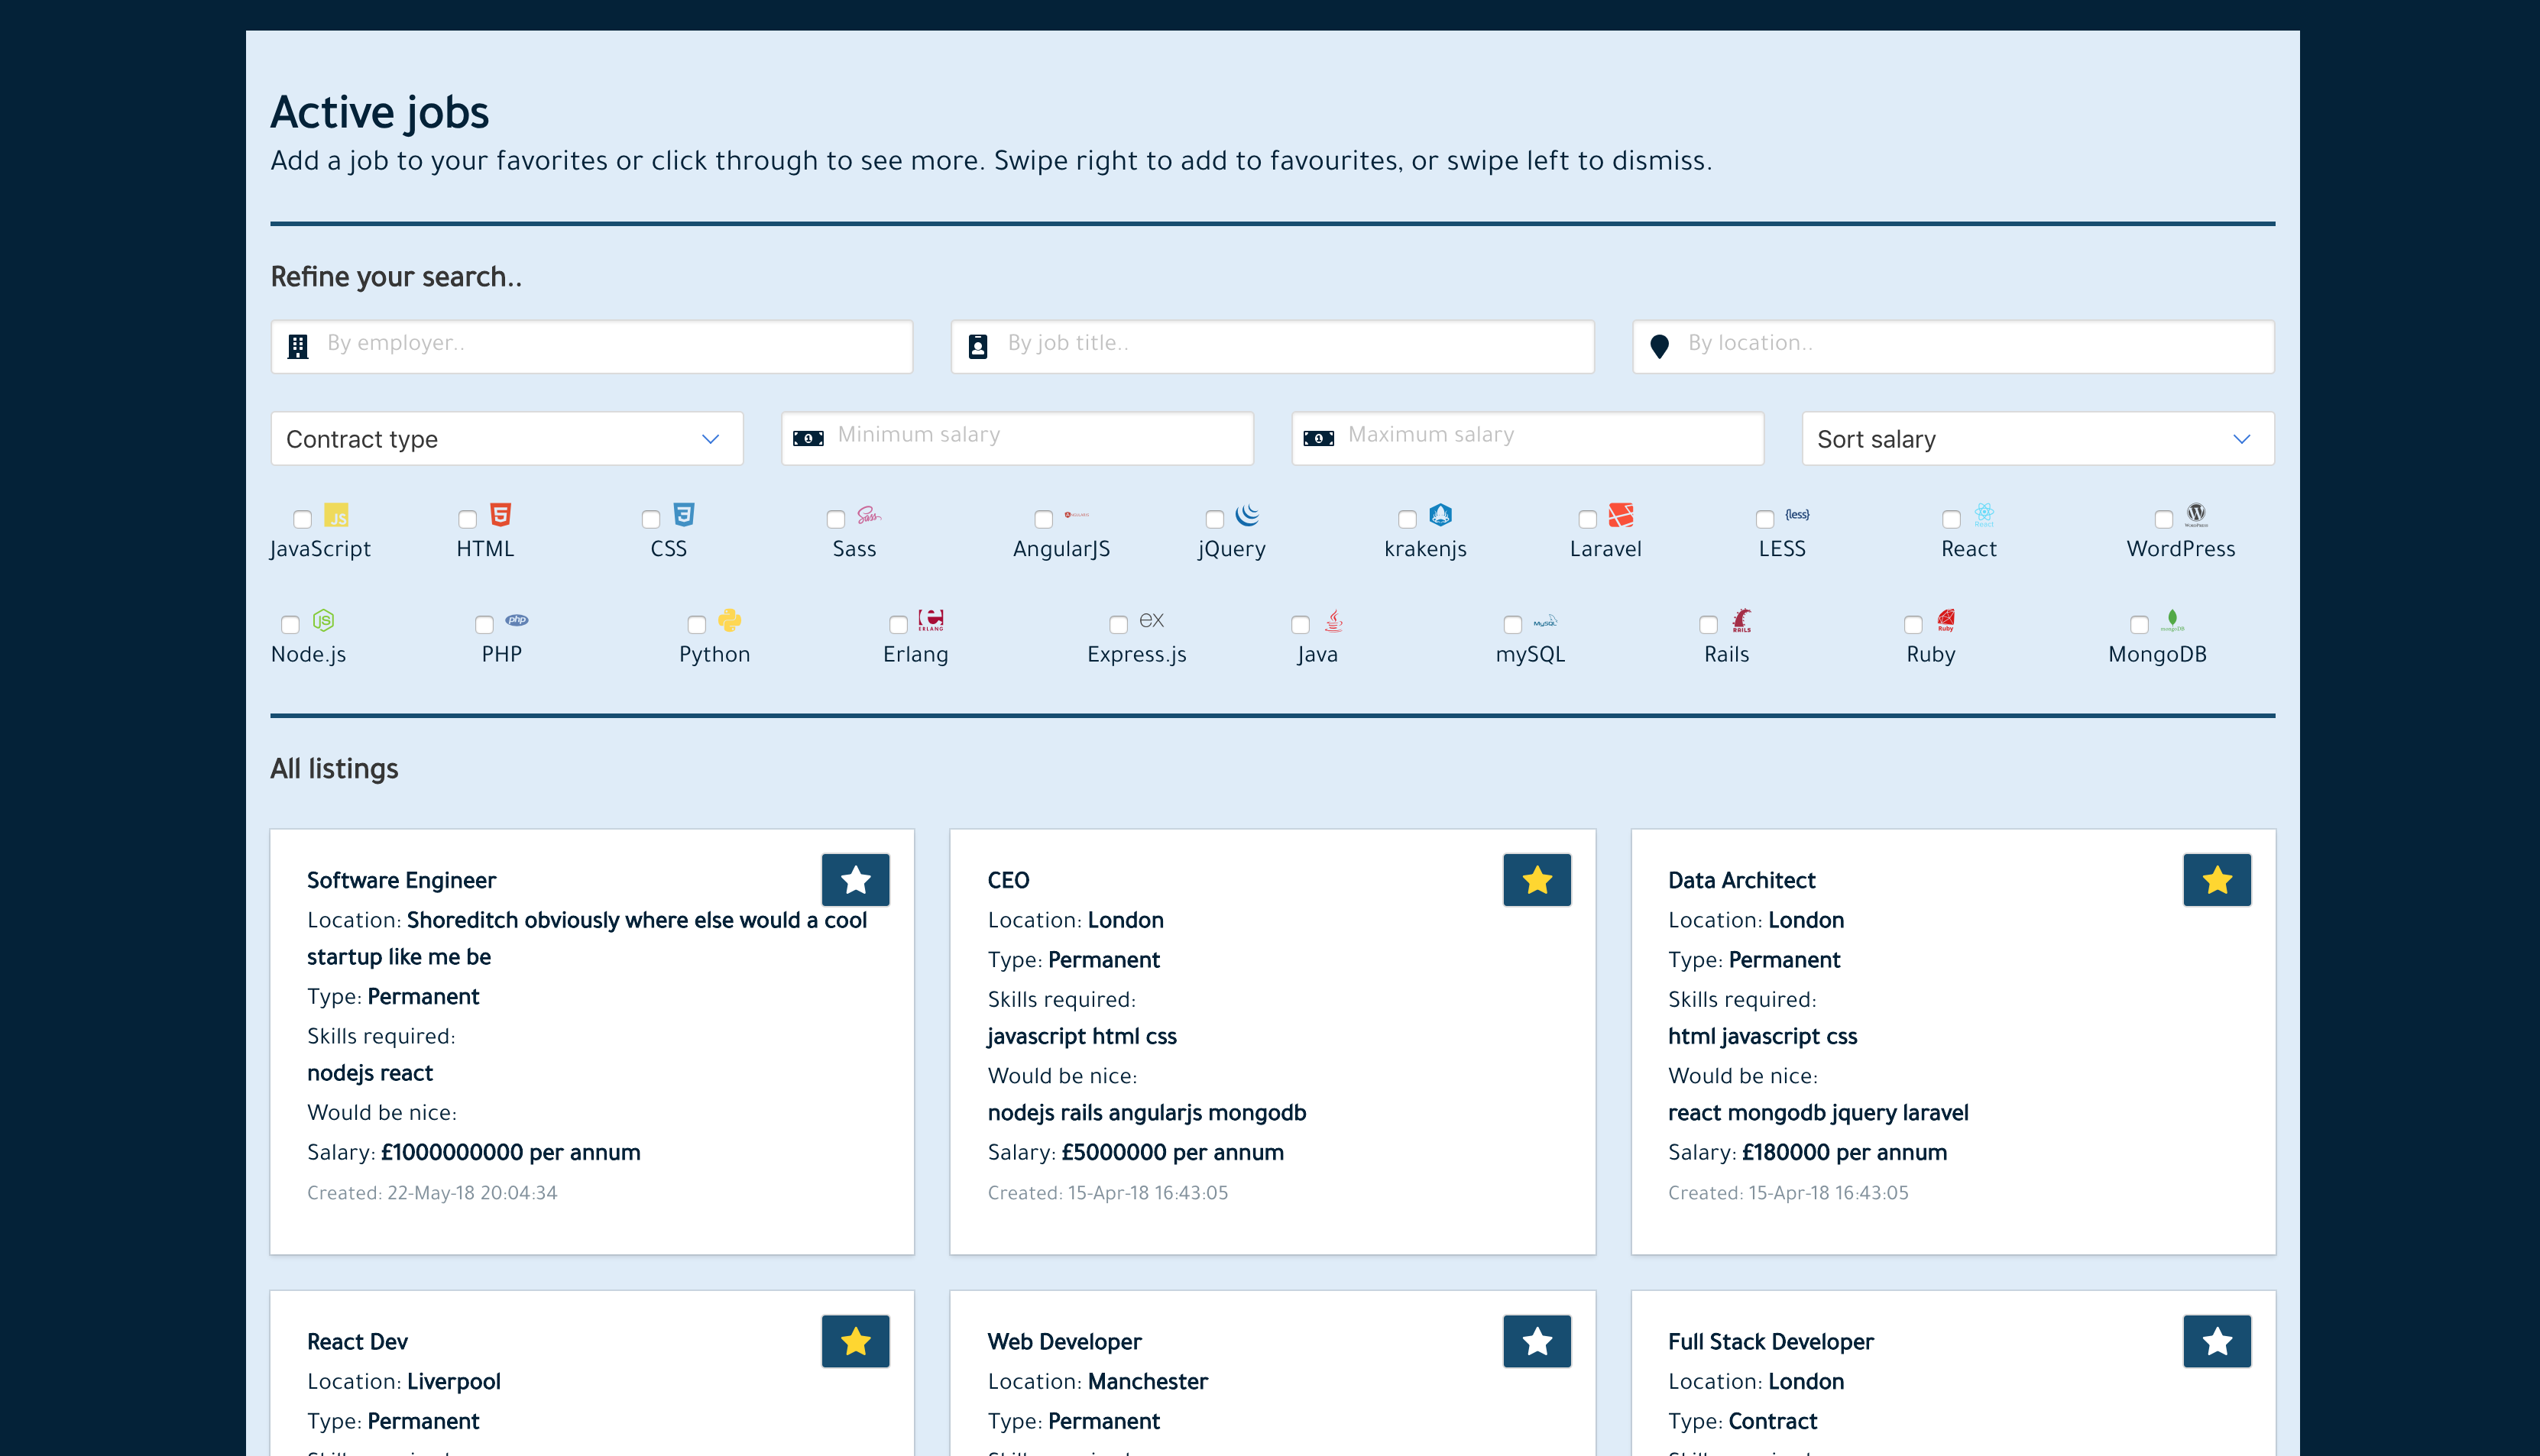 Active jobs
Add a job to your favorites or click through to see more. Swipe right to add to favourites, or swipe left to dismiss.
Refine your search..
By employer..
By job title..
By location..
Contract type
Minimum salary
Maximum salary
Sort salary
JavaScript
HTML
CSS
Sass
AngularJS
jQuery
krakenjs
Laravel
{less}
LESS
React
WordPress
Node.js
php
PHP
Python
ERLANG
Erlang
ex
Express.js
Java
MySQL
mySQL
RAILS
Rails
Ruby
Ruby
mongoDB
MongoDB
All listings
Software Engineer
Location: Shoreditch obviously where else would a cool
startup like me be
Type: Permanent
Skills required:
nodejs react
Would be nice:
Salary: £1000000000 per annum
Created: 22-May-18 20:04:34
CEO
Location: London
Type: Permanent
Skills required:
javascript html css
Would be nice:
nodejs rails angularjs mongodb
Salary: £5000000 per annum
Created: 15-Apr-18 16:43:05
Data Architect
Location: London
Type: Permanent
Skills required:
html javascript css
Would be nice:
react mongodb jquery laravel
Salary: £180000 per annum
Created: 15-Apr-18 16:43:05
React Dev
Location: Liverpool
Type: Permanent
Web Developer
Location: Manchester
Type: Permanent
Full Stack Developer
Location: London
Type: Contract